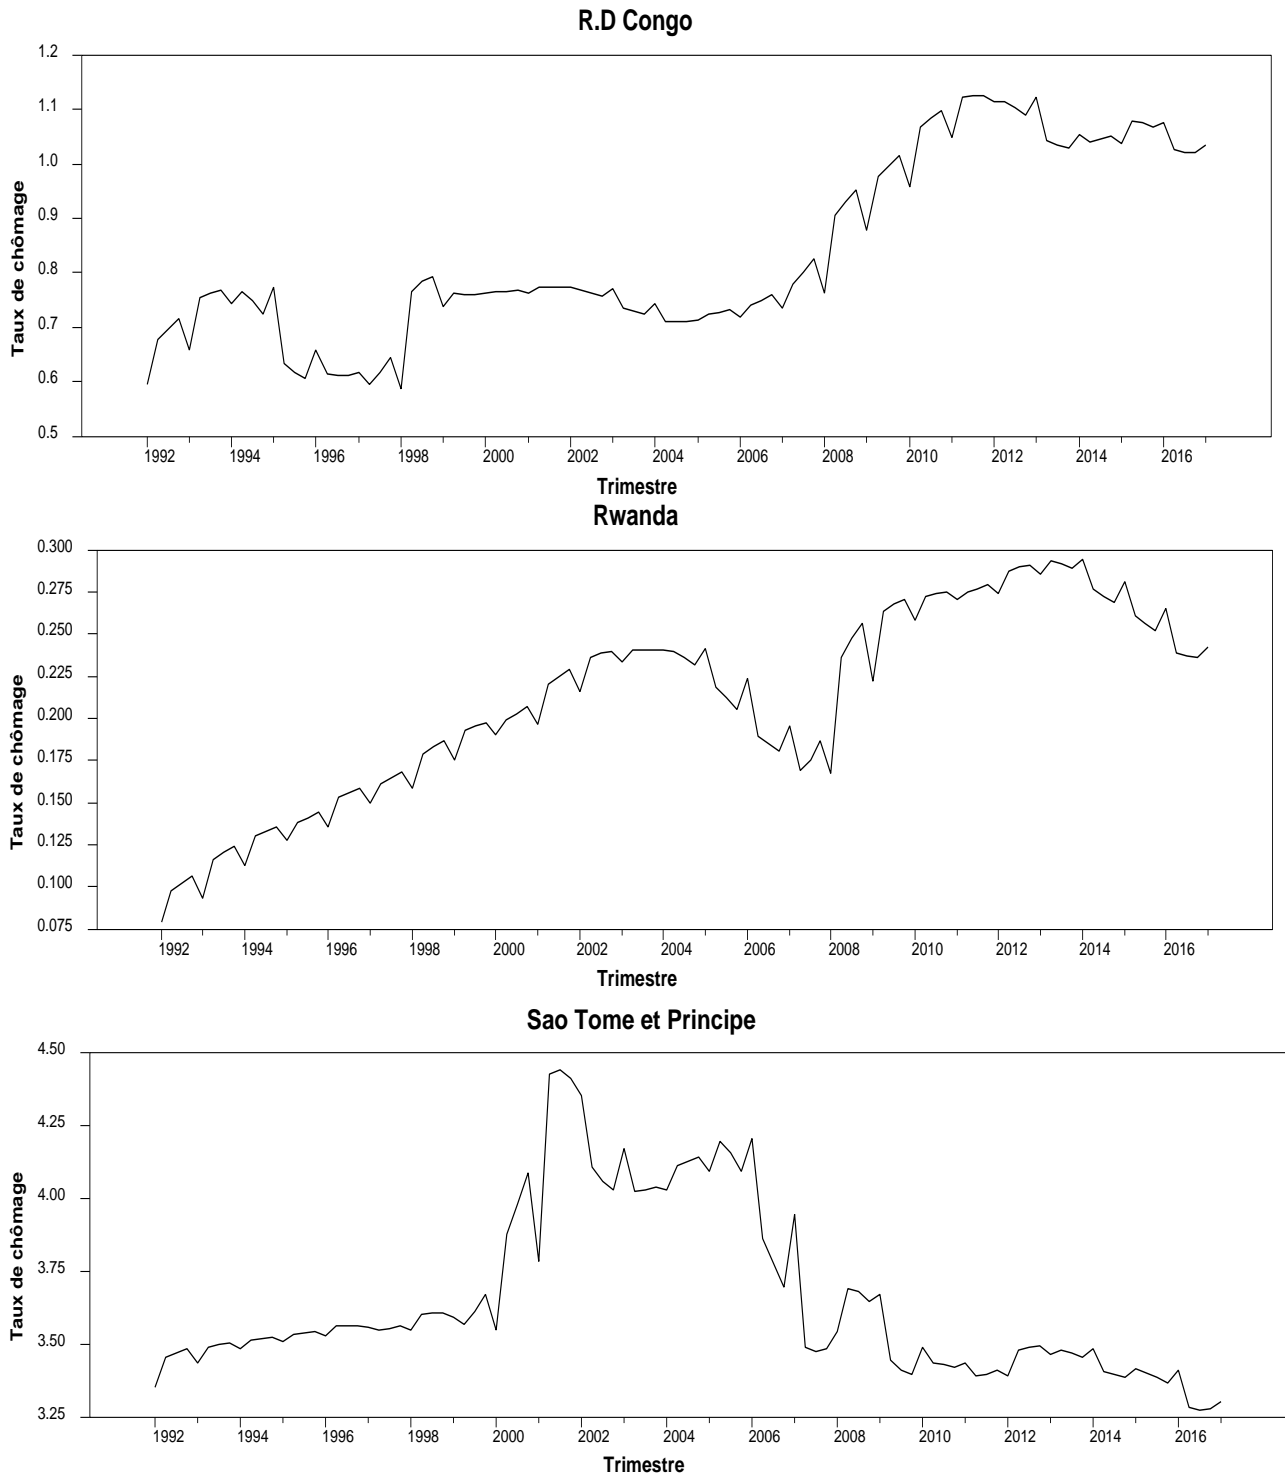 R.D Congo
1.2
1.1
1.0
0.9
0.8
0.7
0.6
0.5
Taux de chômage
1992 1994 1996 1998 2000 2002 2004 2006 2008 2010 2012 2014 2016
Trimestre
Rwanda
0.300
0.275
0.250
0.225
0.200
0.175
0.150
0.125
0.100
0.075
Taux de chômage
1992 1994 1996 1998 2000 2002 2004 2006 2008 2010 2012 2014 2016
Trimestre
Sao Tome et Principe
4.50
4.25
4.00
3.75
3.50
3.25
Taux de chômage
1992 1994 1996 1998 2000 2002 2004 2006 2008 2010 2012 2014 2016
Trimestre